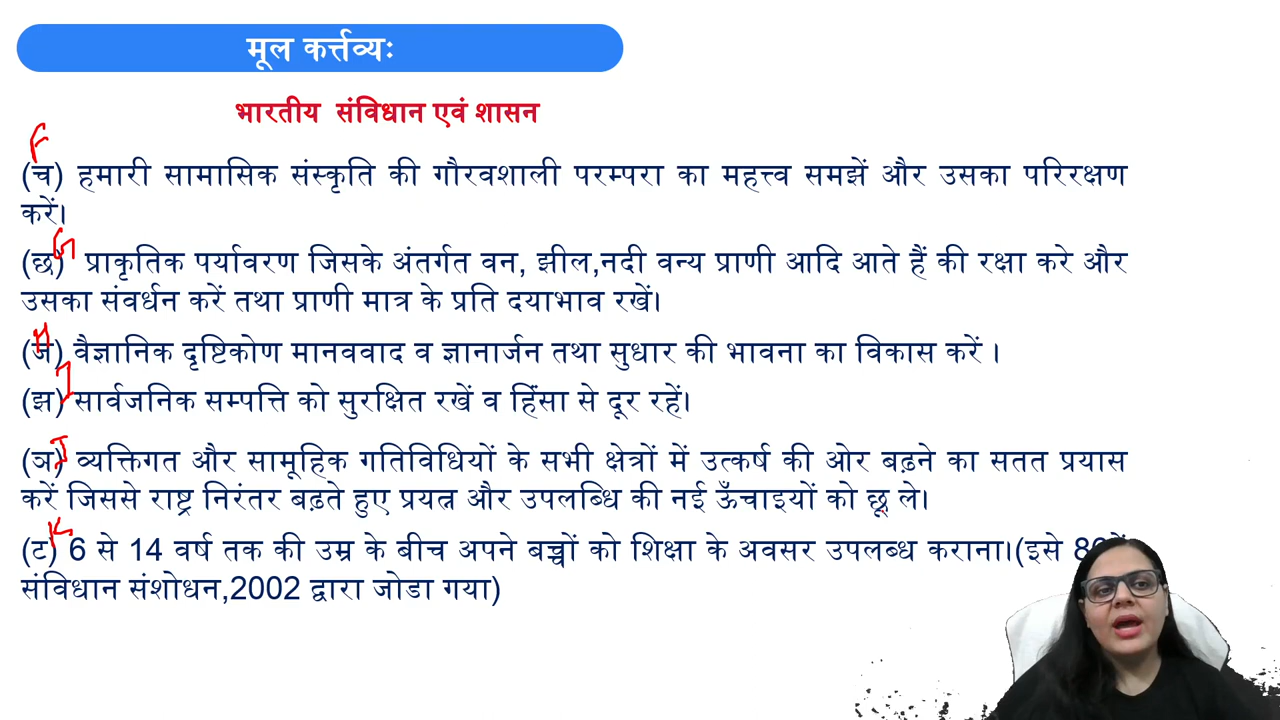 मूल कर्त्तव्यः
भारतीय संविधान एवं शासन
F
(च) हमारी सामासिक संस्कृति की गौरवशाली परम्परा का महत्त्व समझें और उसका परिरक्षण
करें।
G
(छ) प्राकृतिक पर्यावरण जिसके अंतर्गत वन, झील,नदी वन्य प्राणी आदि आते हैं की रक्षा करे और
उसका संवर्धन करें तथा प्राणी मात्र के प्रति दयाभाव रखें।
H
(ज) वैज्ञानिक दृष्टिकोण मानववाद व ज्ञानार्जन तथा सुधार की भावना का विकास करें ।
I
(झ) सार्वजनिक सम्पत्ति को सुरक्षित रखें व हिंसा से दूर रहें।
J
(ञ) व्यक्तिगत और सामूहिक गतिविधियों के सभी क्षेत्रों में उत्कर्ष की ओर बढ़ने का सतत प्रयास
करें जिससे राष्ट्र निरंतर बढ़ते हुए प्रयत्न और उपलब्धि की नई ऊँचाइयों को छू ले।
K
(ट) 6 से 14 वर्ष तक की उम्र के बीच अपने बच्चों को शिक्षा के अवसर उपलब्ध कराना।(इसे
संविधान संशोधन,2002 द्वारा जोडा गया)